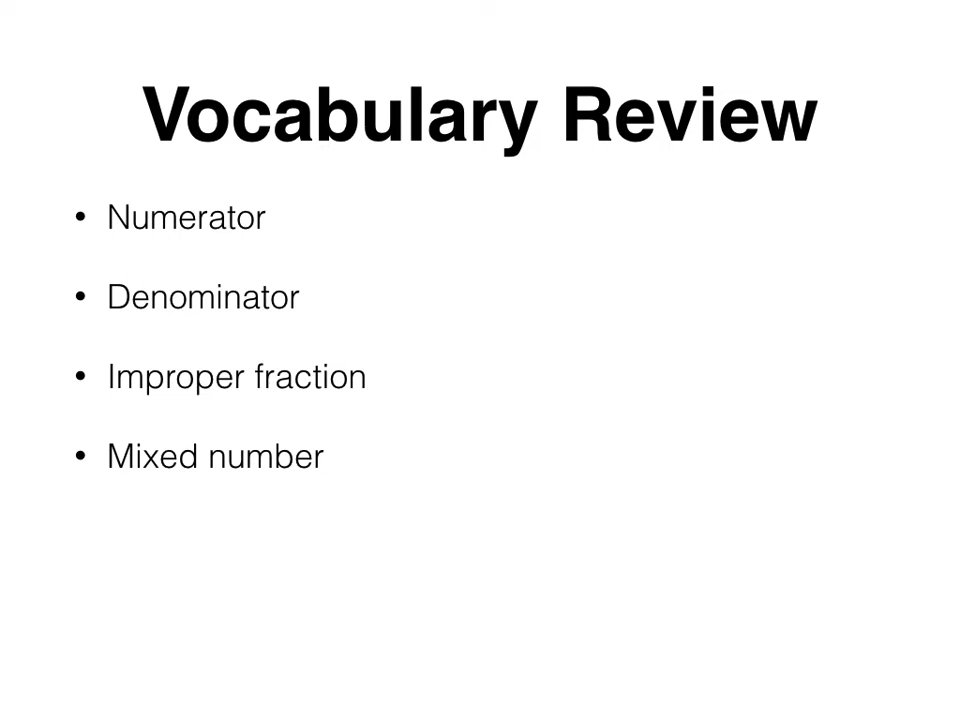 Vocabulary Review
• Numerator
• Denominator
• Improper fraction
• Mixed number